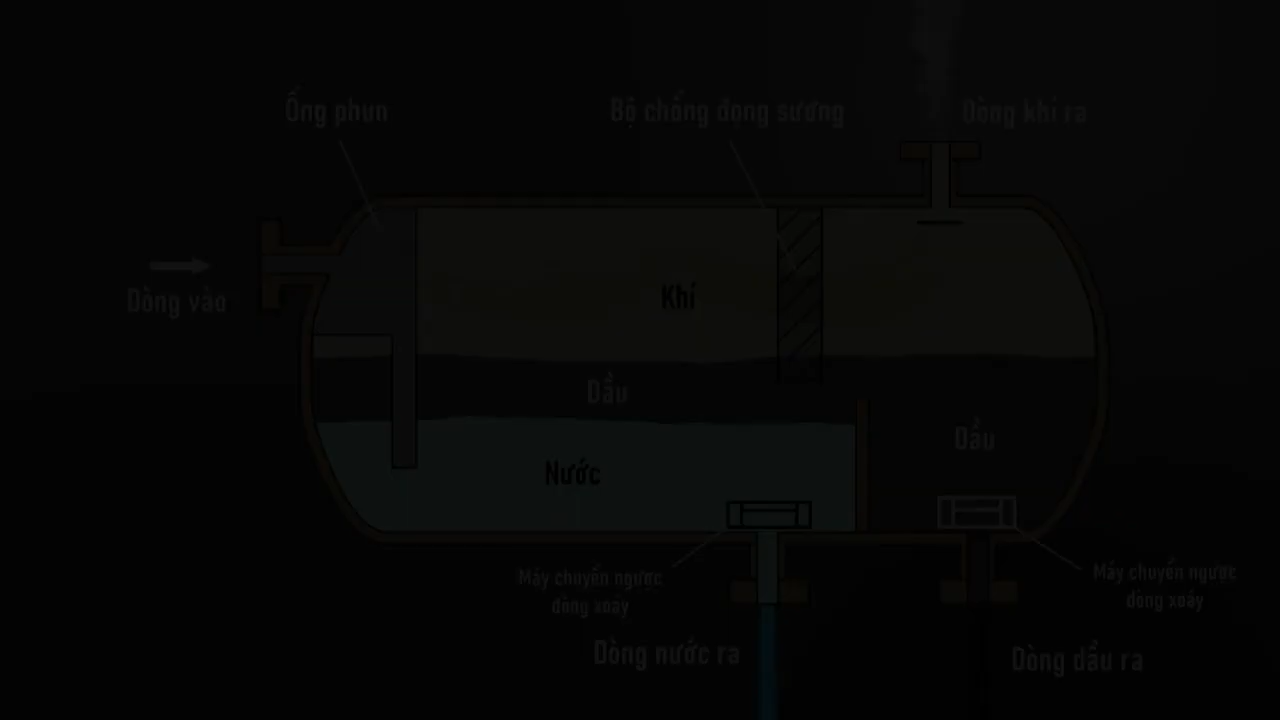 Ống phun
Bộ chống đọng sương
Dòng khí ra
Dòng vào
Khí
Dầu
Dầu
Nước
Máy chuyển ngược
dòng xoáy
Máy chuyển ngược
dòng xoáy
Dòng nước ra
Dòng dầu ra